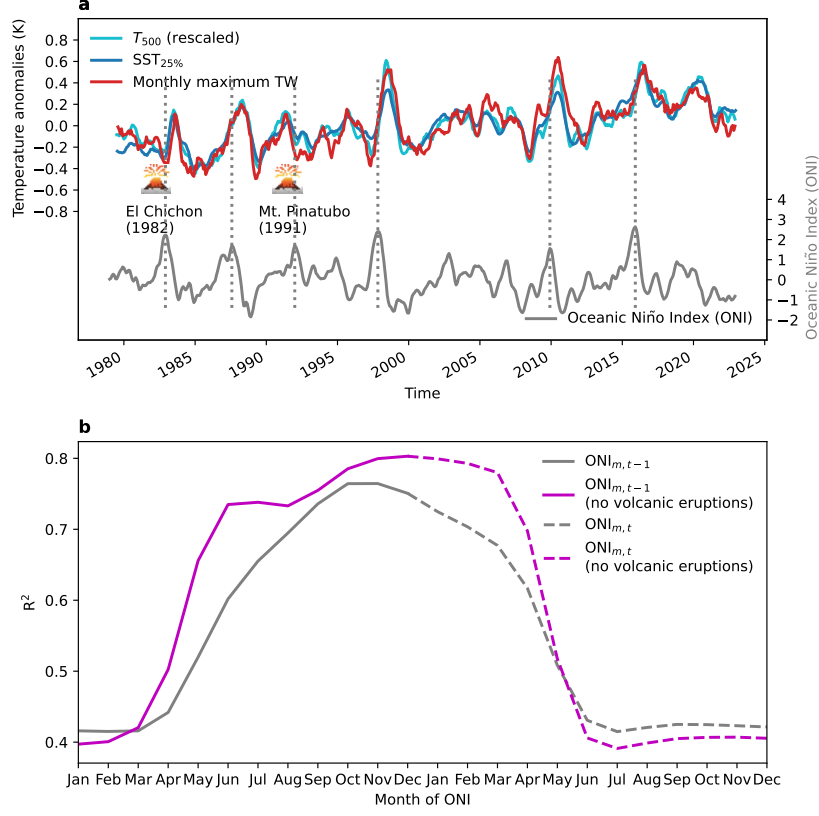 a
Temperature anomalies (K)
0.8
0.6
0.4
0.2
0.0
−0.2
−0.4
−0.6
−0.8
T500 (rescaled)
SST25%
Monthly maximum TW
El Chichon
(1982)
Mt. Pinatubo
(1991)
4
3
2
1
0
−1
−2
Oceanic Niño Index (ONI)
Oceanic Niño Index (ONI)
1980 1985 1990 1995 2000 2005 2010 2015 2020 2025
Time
b
R2
0.8
0.7
0.6
0.5
0.4
ONIm, t−1
ONIm, t−1
(no volcanic eruptions)
ONIm, t
ONIm, t
(no volcanic eruptions)
Jan Feb Mar Apr May Jun Jul Aug Sep Oct Nov Dec Jan Feb Mar Apr May Jun Jul Aug Sep Oct Nov Dec
Month of ONI